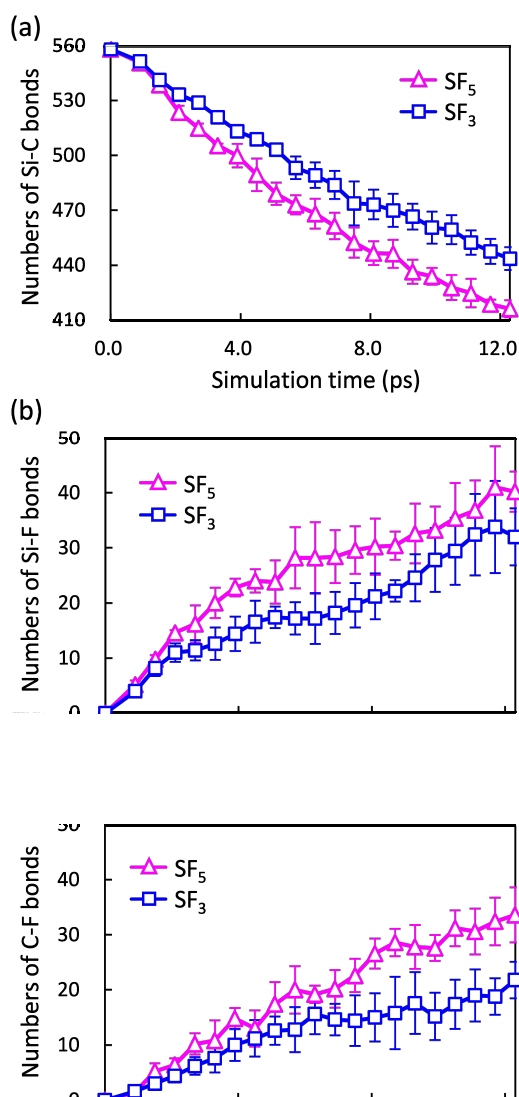 (a)
560
530
500
470
440
410
Numbers of Si-C bonds
SF5
SF3
0.0 4.0 8.0 12.0
Simulation time (ps)
(b)
50
40
30
20
10
0
Numbers of Si-F bonds
SF5
SF3
50
40
30
20
10
0
Numbers of C-F bonds
SF5
SF3